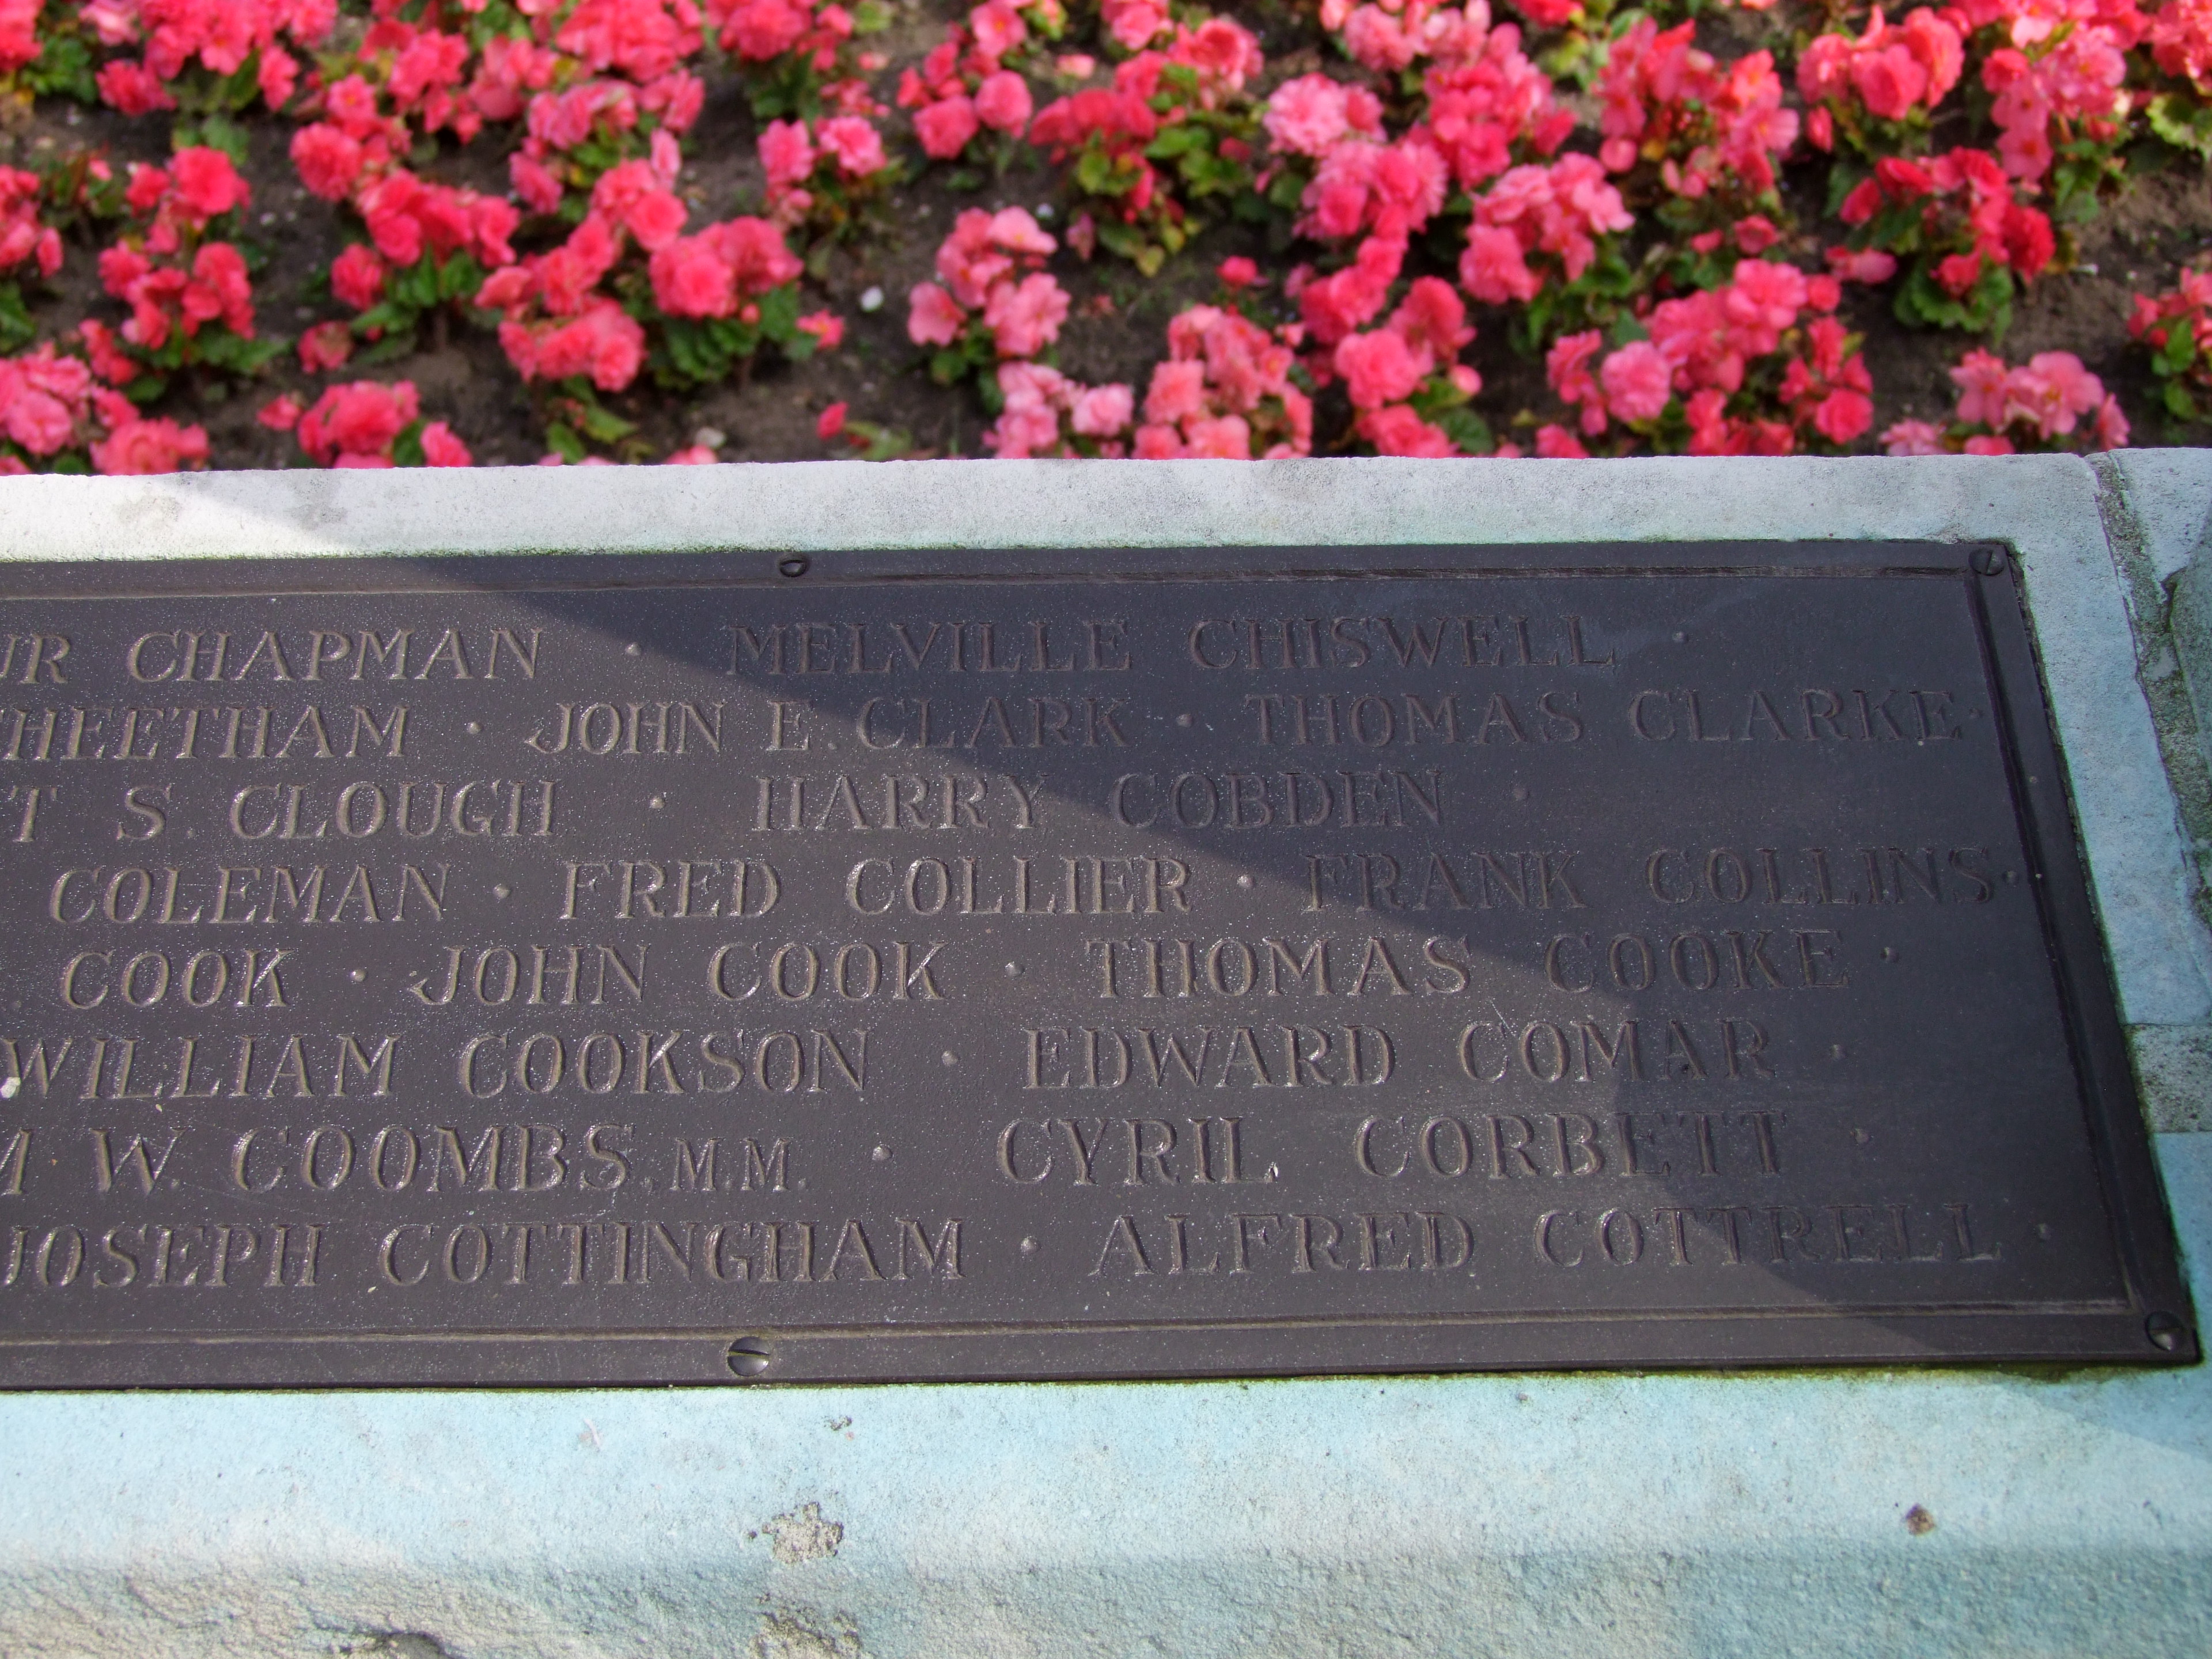 UR CHAPMAN · MELVILLE CHISWELL ·
HEETHAM · JOHN E. CLARK · THOMAS CLARKE ·
T S. CLOUGH · HARRY COBDEN ·
COLEMAN · FRED COLLIER · FRANK COLLINS ·
COOK · JOHN COOK · THOMAS COOKE ·
WILLIAM COOKSON · EDWARD COMAR ·
M W. COOMBS, M.M. · CYRIL CORBETT ·
JOSEPH COTTINGHAM · ALFRED COTTRELL ·